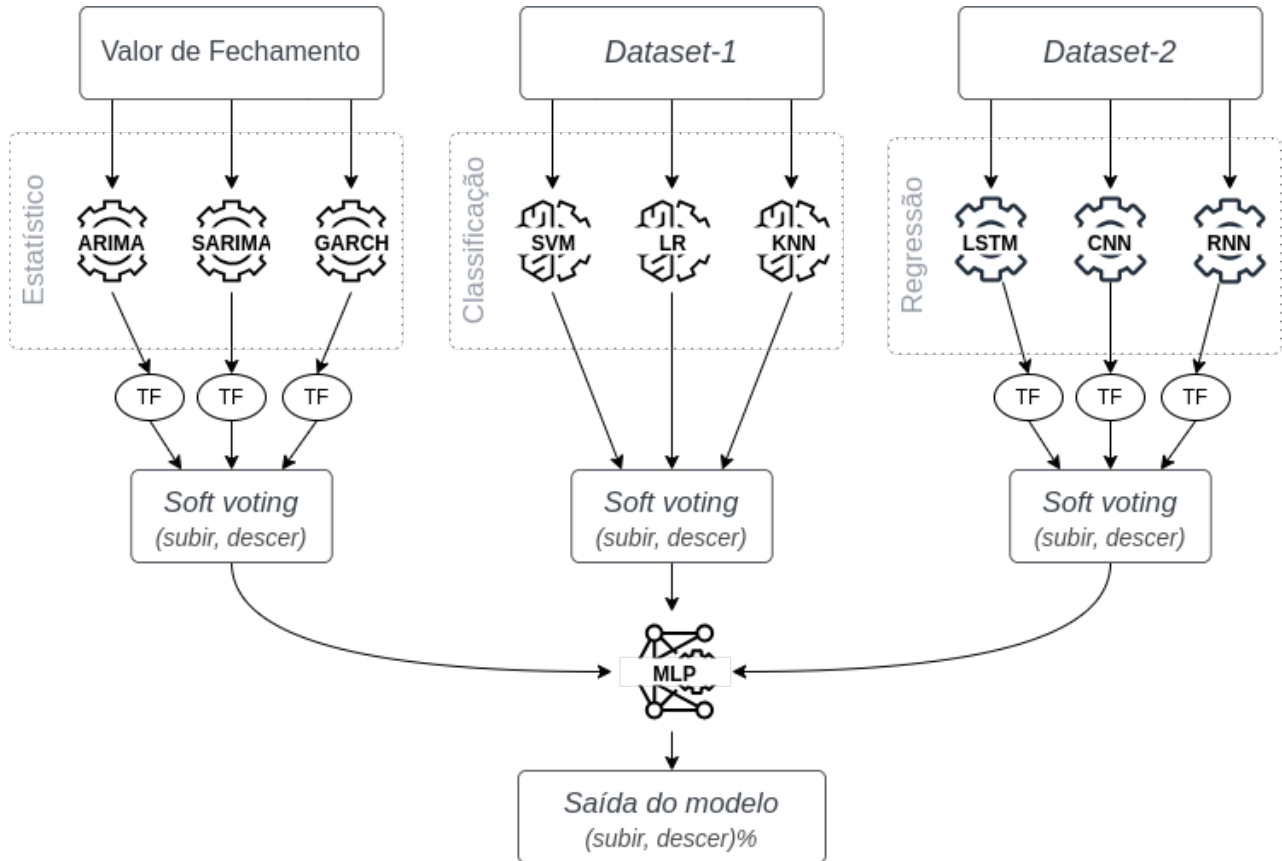 Valor de Fechamento
Dataset-1
Dataset-2
Estatístico
ARIMA
SARIMA
GARCH
Classificação
SVM
LR
KNN
Regressão
LSTM
CNN
RNN
TF
TF
TF
TF
TF
TF
Soft voting
(subir, descer)
Soft voting
(subir, descer)
Soft voting
(subir, descer)
MLP
Saída do modelo
(subir, descer)%